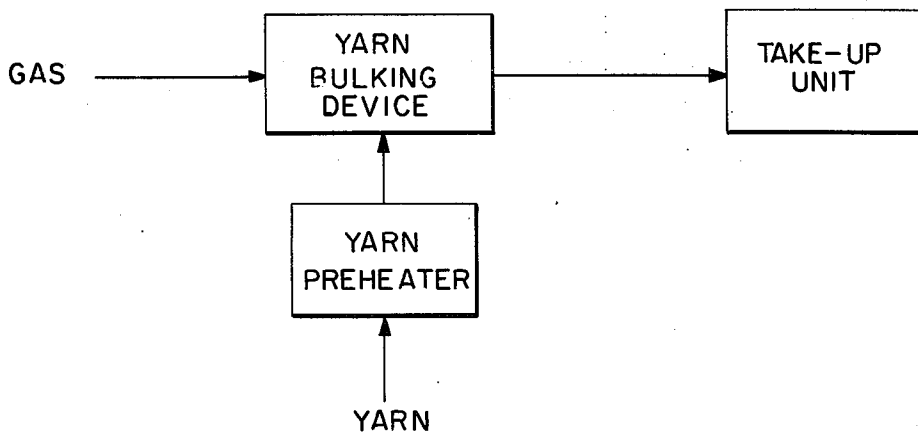 GAS
YARN
BULKING
DEVICE
TAKE-UP
UNIT
YARN
PREHEATER
YARN